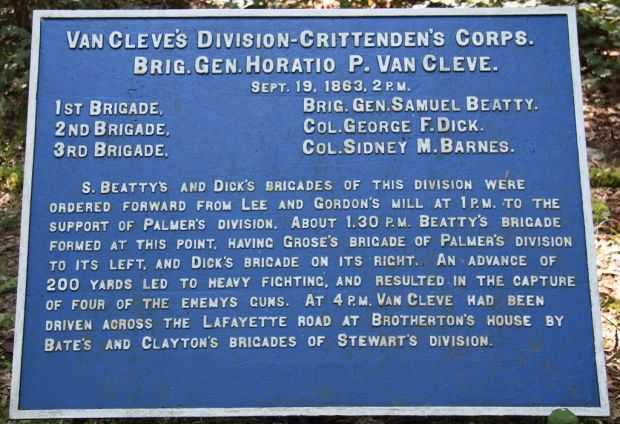 Van Cleve's Division-Crittenden's Corps.
Brig. Gen. Horatio P. Van Cleve.
Sept. 19, 1863, 2 P.M.
1st Brigade, Brig. Gen. Samuel Beatty.
2nd Brigade, Col. George F. Dick.
3rd Brigade, Col. Sidney M. Barnes.
S. Beatty's and Dick's brigades of this division were
ordered forward from Lee and Gordon's Mill at 1 P.M. to the
support of Palmer's division. About 1.30 P.M. Beatty's brigade
formed at this point, having Grose's brigade of Palmer's division
to its left, and Dick's brigade on its right. An advance of
200 yards led to heavy fighting, and resulted in the capture
of four of the enemys guns. At 4 P.M. Van Cleve had been
driven across the Lafayette road at Brotherton's house by
Bate's and Clayton's brigades of Stewart's division.